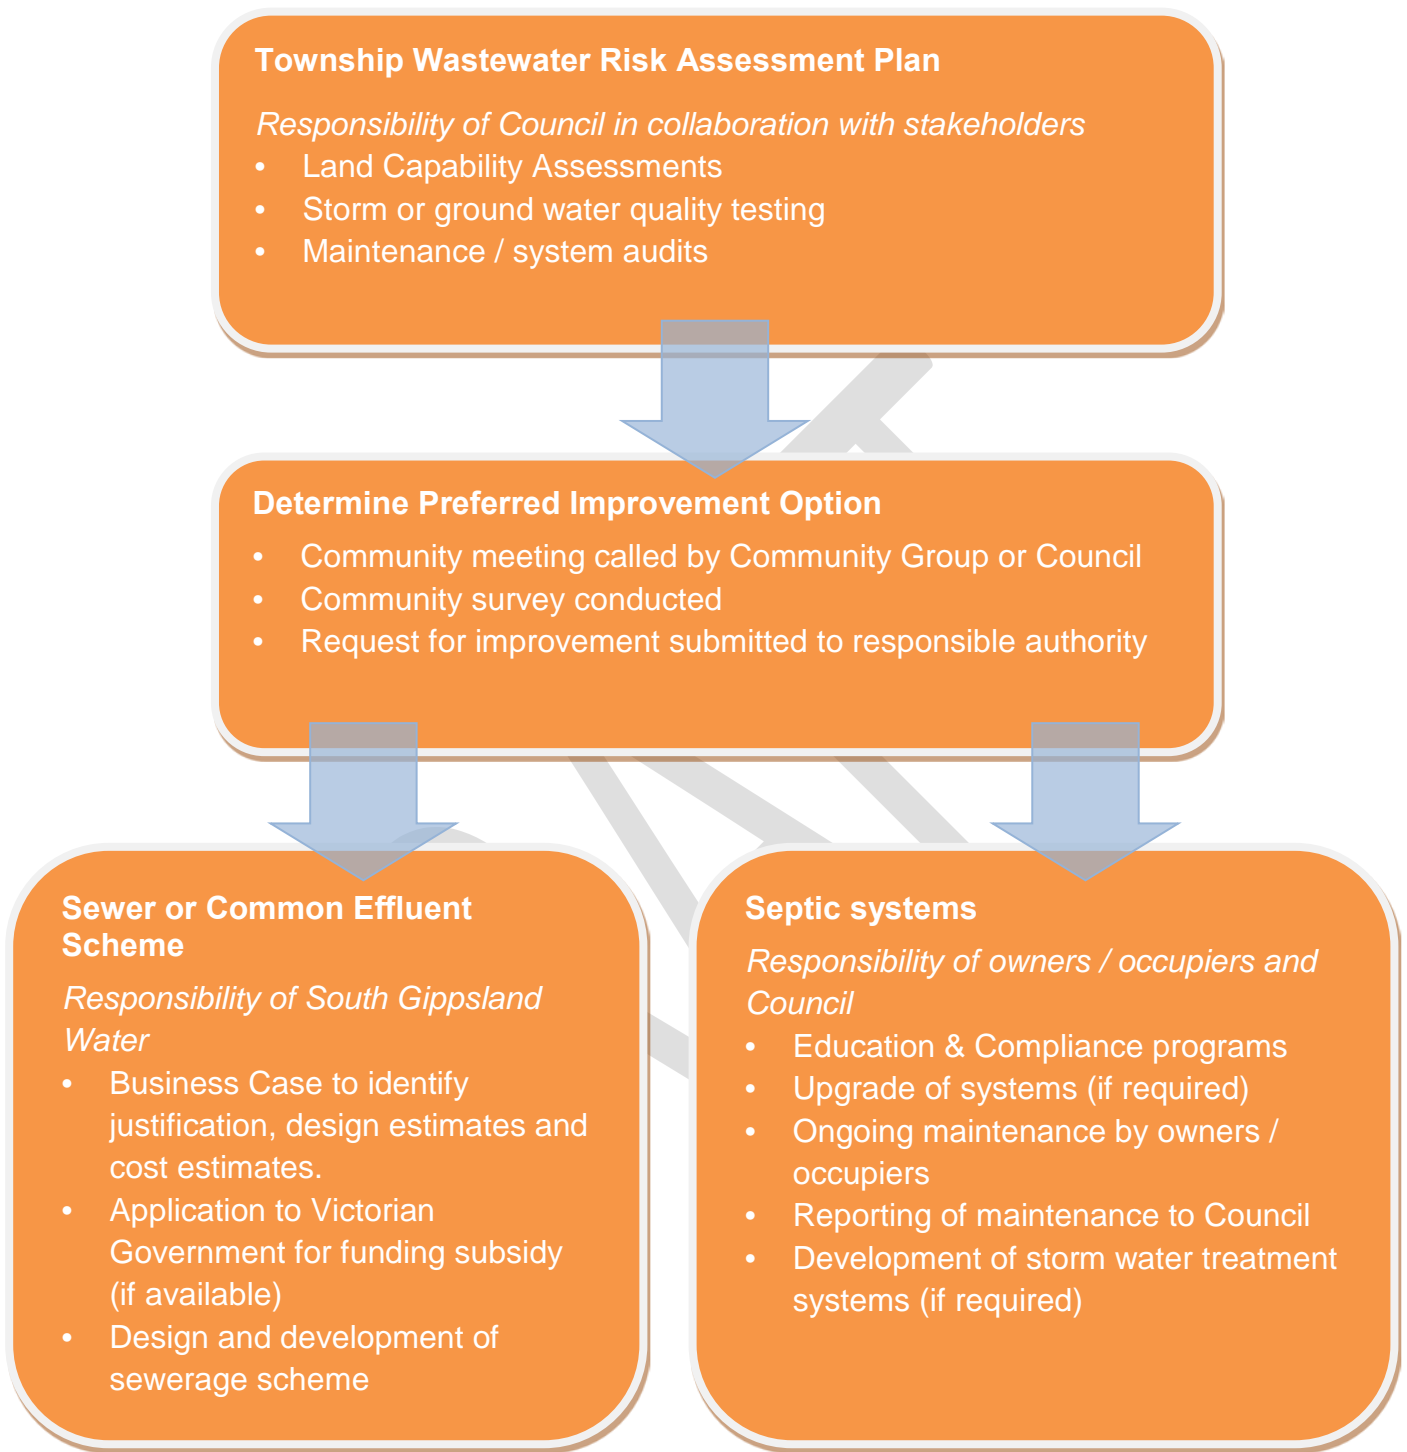 Township Wastewater Risk Assessment Plan
Responsibility of Council in collaboration with stakeholders
• Land Capability Assessments
• Storm or ground water quality testing
• Maintenance / system audits
Determine Preferred Improvement Option
• Community meeting called by Community Group or Council
• Community survey conducted
• Request for improvement submitted to responsible authority
Sewer or Common Effluent
Scheme
Responsibility of South Gippsland
Water
• Business Case to identify
justification, design estimates and
cost estimates.
• Application to Victorian
Government for funding subsidy
(if available)
• Design and development of
sewerage scheme
Septic systems
Responsibility of owners / occupiers and
Council
• Education & Compliance programs
• Upgrade of systems (if required)
• Ongoing maintenance by owners /
occupiers
• Reporting of maintenance to Council
• Development of storm water treatment
systems (if required)